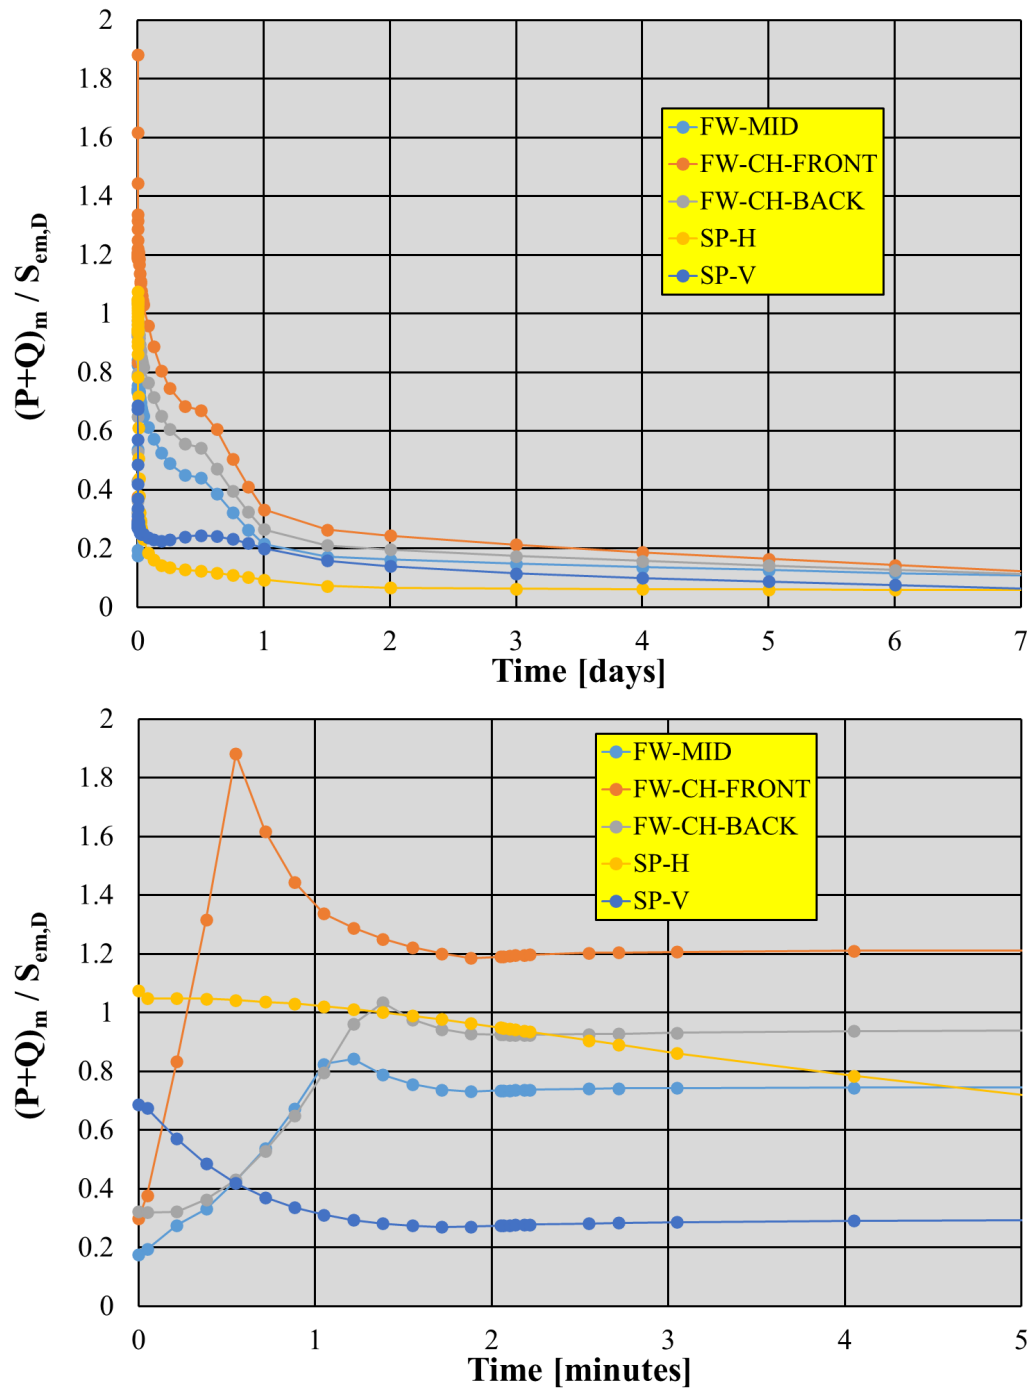 2
1.8
1.6
1.4
1.2
1
0.8
0.6
0.4
0.2
0
(P+Q)m / Sem,D
FW-MID
FW-CH-FRONT
FW-CH-BACK
SP-H
SP-V
0 1 2 3 4 5 6 7
Time [days]
2
1.8
1.6
1.4
1.2
1
0.8
0.6
0.4
0.2
0
(P+Q)m / Sem,D
FW-MID
FW-CH-FRONT
FW-CH-BACK
SP-H
SP-V
0 1 2 3 4 5
Time [minutes]